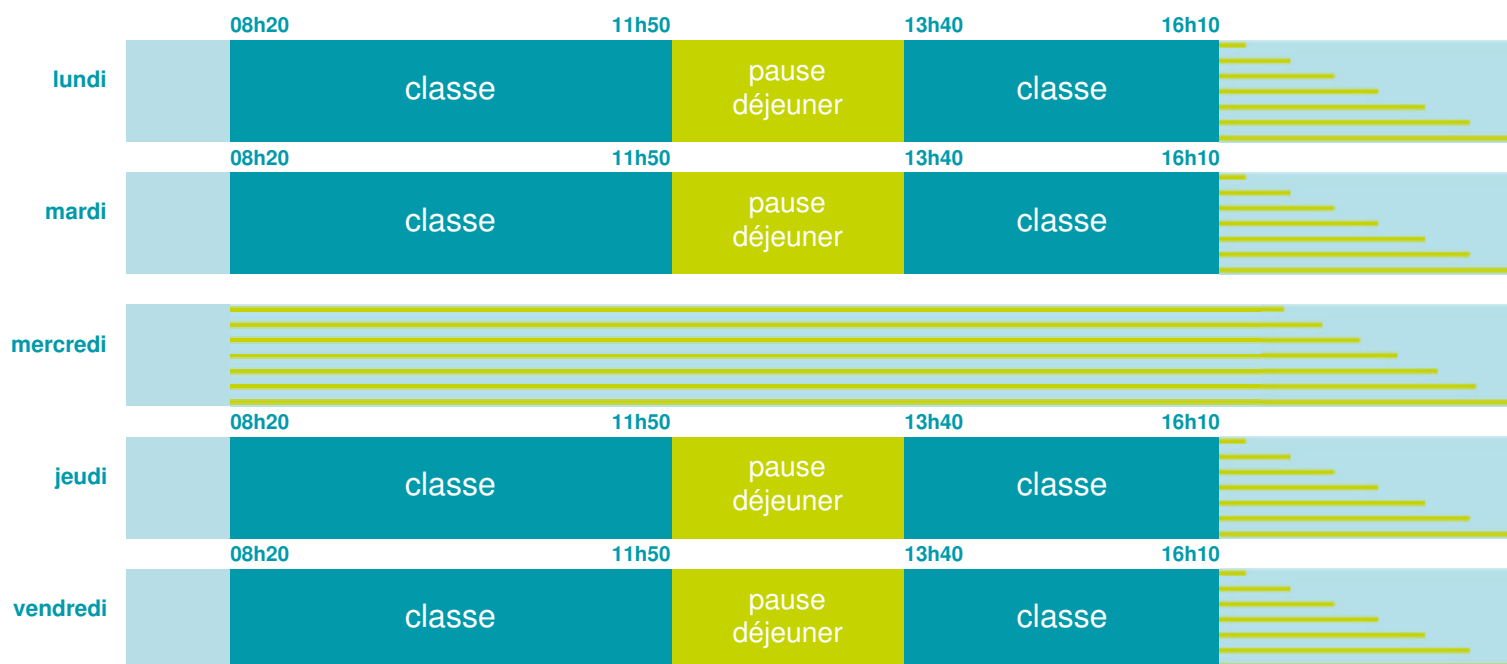 08h20 11h50 13h40 16h10
lundi classe pause déjeuner classe
08h20 11h50 13h40 16h10
mardi classe pause déjeuner classe
mercredi
08h20 11h50 13h40 16h10
jeudi classe pause déjeuner classe
08h20 11h50 13h40 16h10
vendredi classe pause déjeuner classe